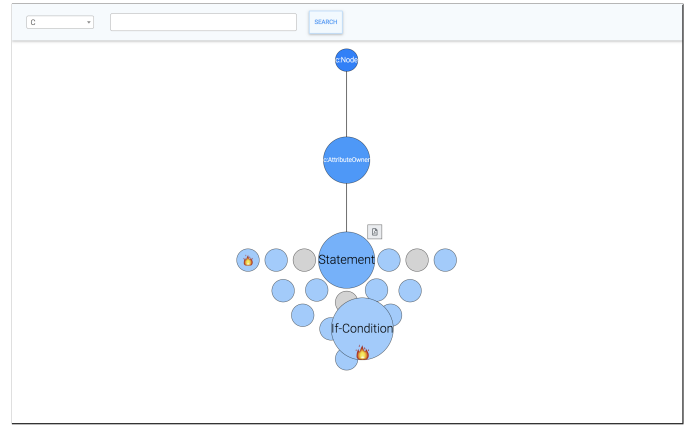 C
SEARCH
c:Node
c:AttributeOwner
Statement
If-Condition